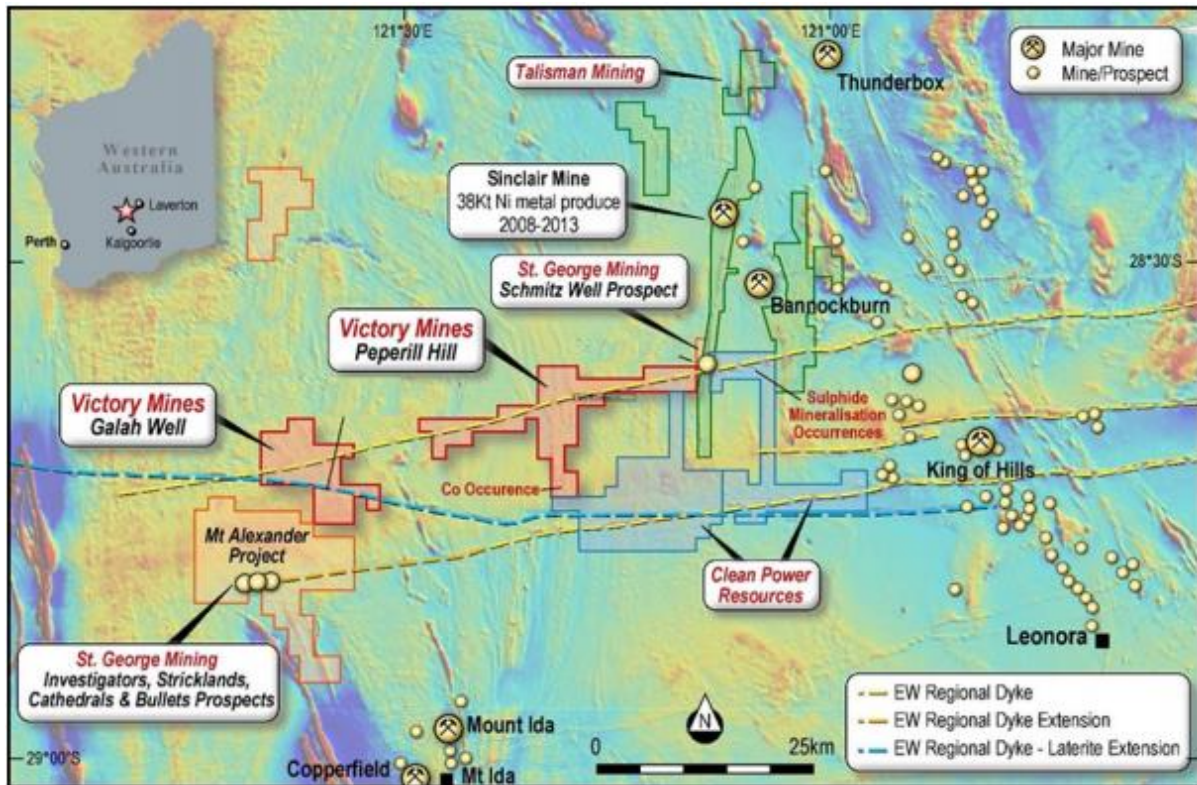 121°30'E
121°00'E
Major Mine
Mine/Prospect
Talisman Mining
Thunderbox
Western
Australia
Laverton
Perth
Kalgoorlie
Sinclair Mine
38Kt Ni metal produce
2008-2013
28°30'S
St. George Mining
Schmitz Well Prospect
Bannockburn
Victory Mines
Peperill Hill
Victory Mines
Galah Well
Sulphide
Mineralisation
Occurrences
King of Hills
Co Occurence
Mt Alexander
Project
Clean Power
Resources
Leonora
St. George Mining
Investigators, Stricklands,
Cathedrals & Bullets Prospects
EW Regional Dyke
EW Regional Dyke Extension
EW Regional Dyke - Laterite Extension
Mount Ida
N
0 25km
29°00'S
Copperfield
Mt Ida